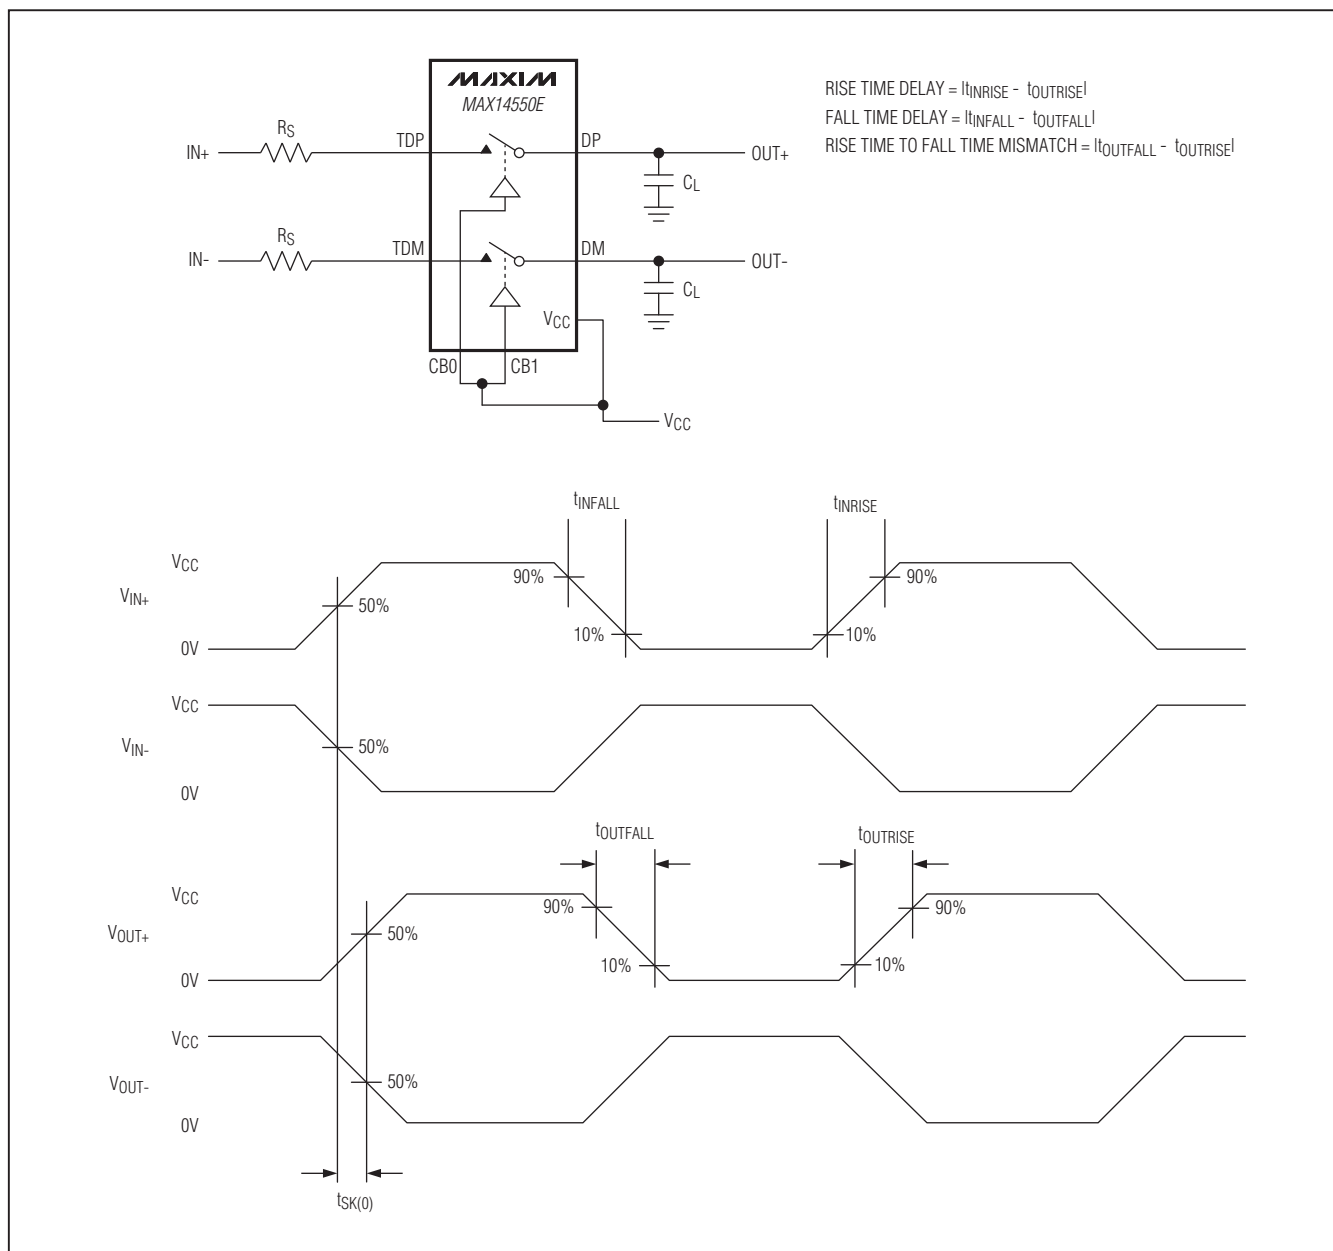 MAXIM
MAX14550E
RISE TIME DELAY = |tINRISE - tOUTRISE|
FALL TIME DELAY = |tINFALL - tOUTFALL|
RISE TIME TO FALL TIME MISMATCH = |tOUTFALL - tOUTRISE|
IN+
RS
TDP
DP
OUT+
CL
IN-
RS
TDM
DM
OUT-
CL
VCC
CB0
CB1
VCC
tINFALL
tINRISE
VCC
90%
90%
VIN+
50%
10%
10%
0V
VCC
VIN-
50%
0V
tOUTFALL
tOUTRISE
VCC
90%
90%
VOUT+
50%
10%
10%
0V
VCC
VOUT-
50%
0V
tSK(0)